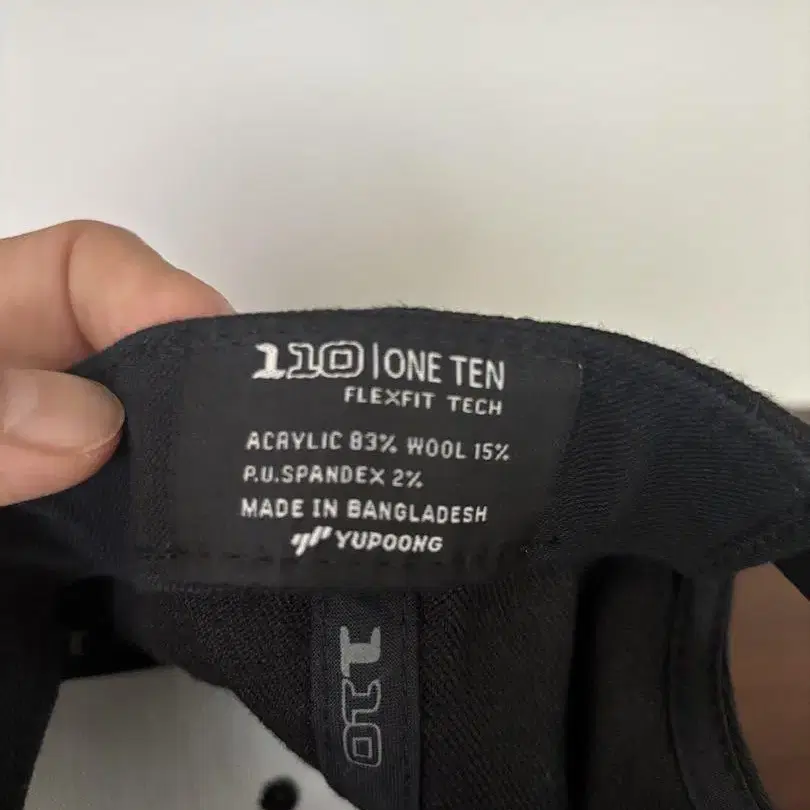 110 | ONE TEN
FLEXFIT TECH
ACRYLIC 83% WOOL 15%
P.U.SPANDEX 2%
MADE IN BANGLADESH
YUPOONG
110